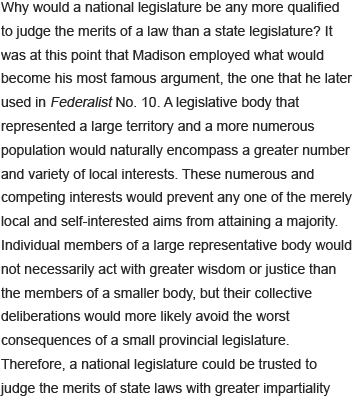 Why would a national legislature be any more qualified
to judge the merits of a law than a state legislature? It
was at this point that Madison employed what would
become his most famous argument, the one that he later
used in Federalist No. 10. A legislative body that
represented a large territory and a more numerous
population would naturally encompass a greater number
and variety of local interests. These numerous and
competing interests would prevent any one of the merely
local and self-interested aims from attaining a majority.
Individual members of a large representative body would
not necessarily act with greater wisdom or justice than
the members of a smaller body, but their collective
deliberations would more likely avoid the worst
consequences of a small provincial legislature.
Therefore, a national legislature could be trusted to
judge the merits of state laws with greater impartiality